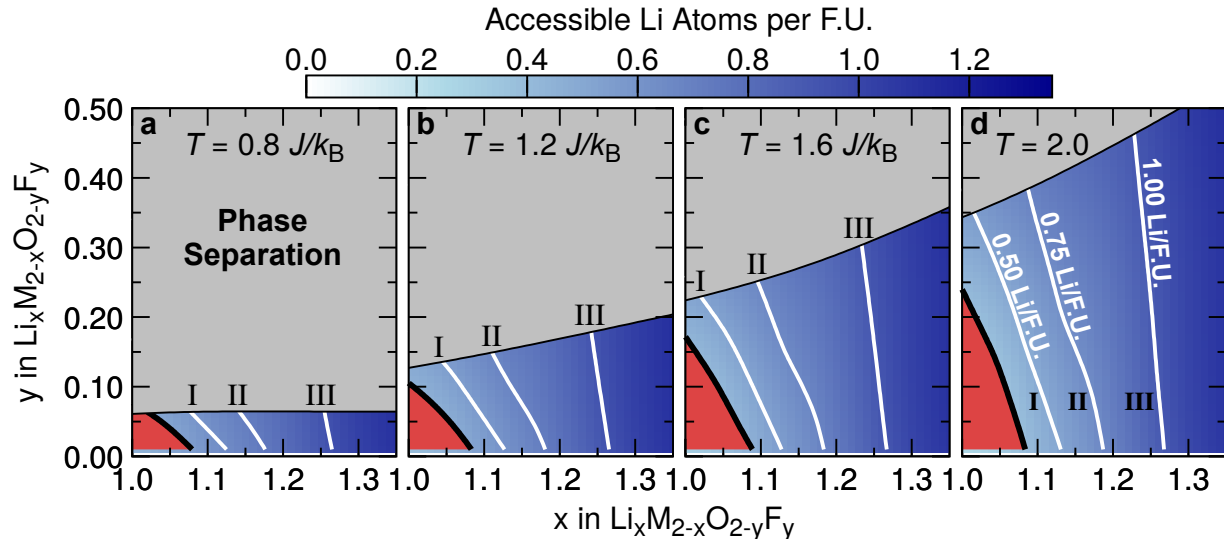 Accessible Li Atoms per F.U.
0.0 0.2 0.4 0.6 0.8 1.0 1.2
y in LiₓM₂₋ₓO₂₋yFy
0.50
0.40
0.30
0.20
0.10
0.00
a
T = 0.8 J/kB
Phase
Separation
I II III
1.0 1.1 1.2 1.3
b
T = 1.2 J/kB
I II III
1.0 1.1 1.2 1.3
c
T = 1.6 J/kB
I II III
1.0 1.1 1.2 1.3
d
T = 2.0
0.50 Li/F.U.
0.75 Li/F.U.
1.00 Li/F.U.
I II III
1.0 1.1 1.2 1.3
x in LiₓM₂₋ₓO₂₋yFy